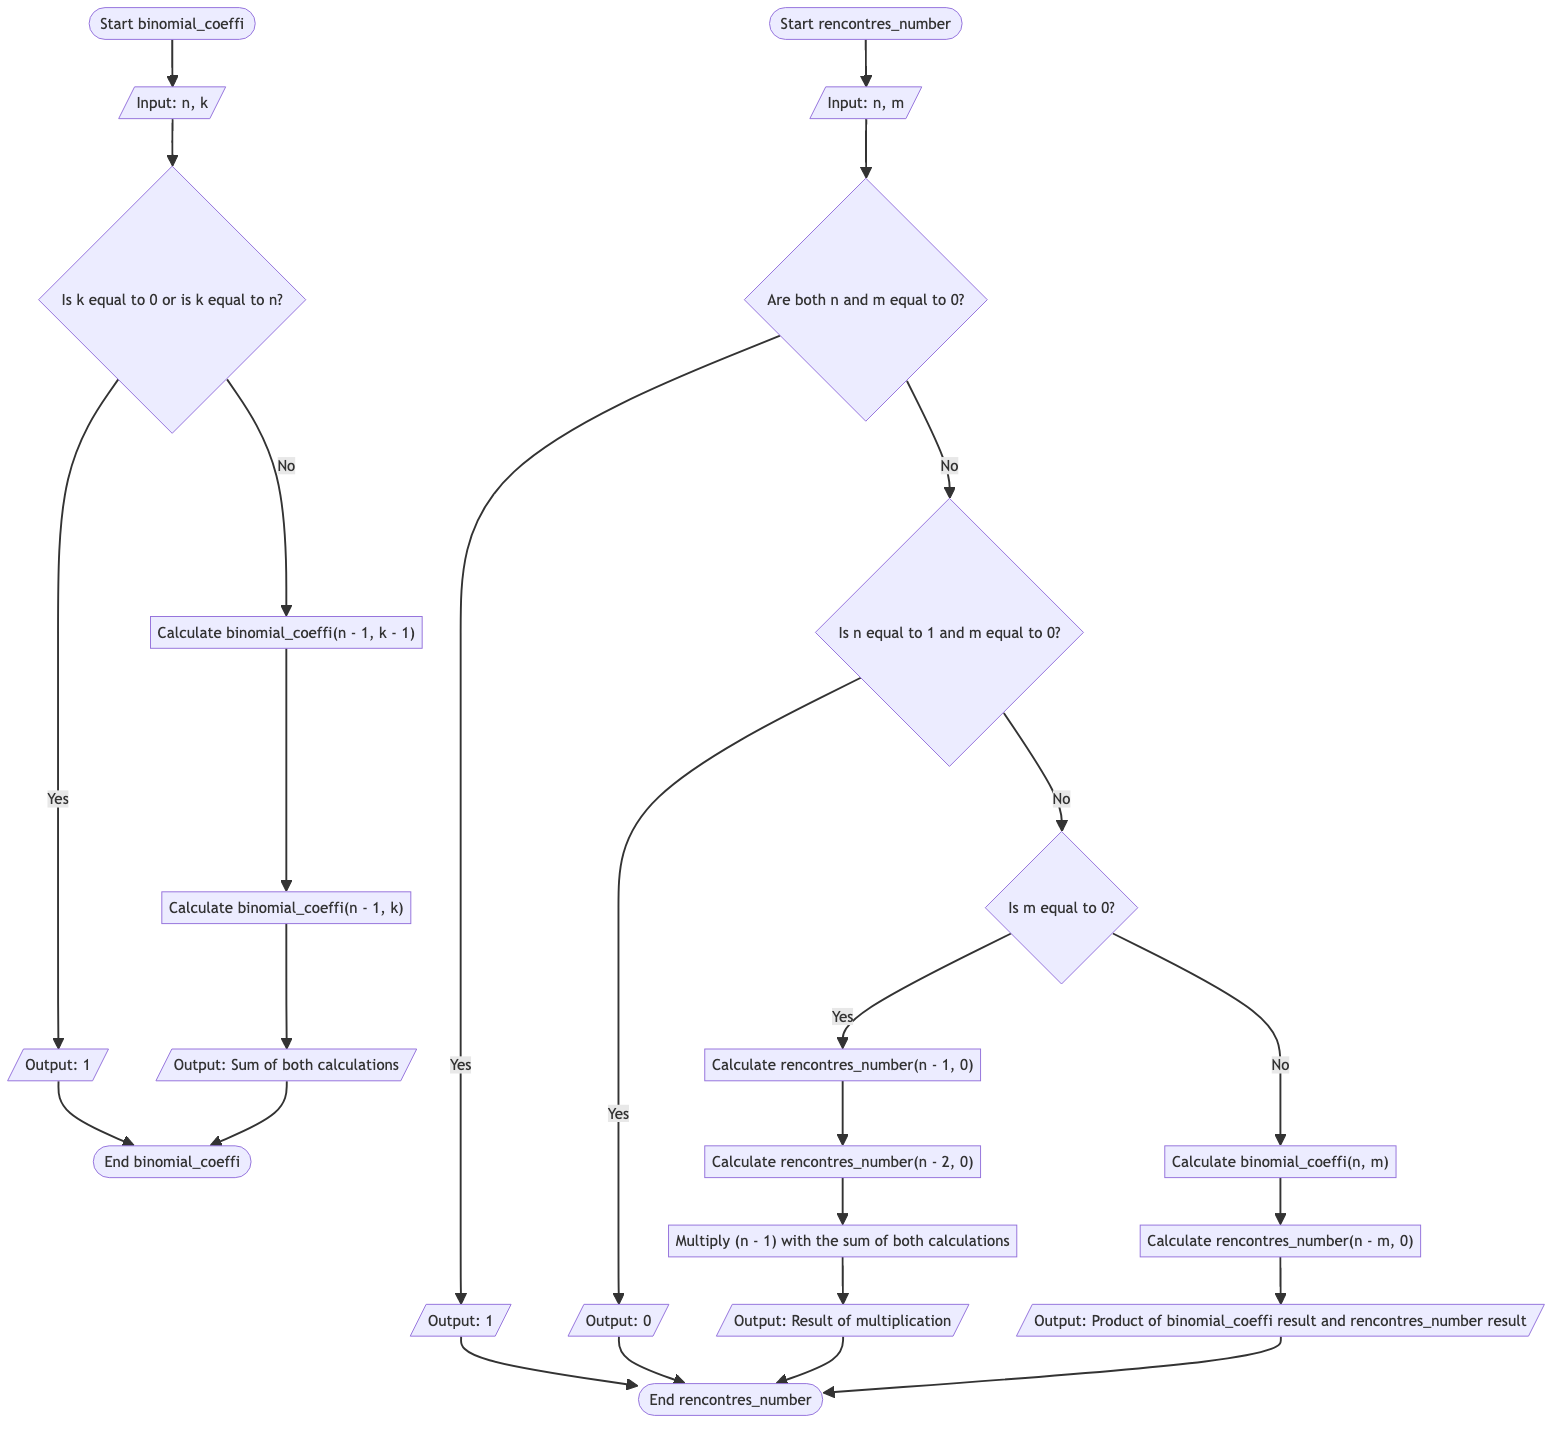 Start binomial_coeffi
Input: n, k
Is k equal to 0 or is k equal to n?
No
Calculate binomial_coeffi(n - 1, k - 1)
Yes
Calculate binomial_coeffi(n - 1, k)
Output: 1
Output: Sum of both calculations
End binomial_coeffi
Start rencontres_number
Input: n, m
Are both n and m equal to 0?
No
Is n equal to 1 and m equal to 0?
No
Is m equal to 0?
Yes
Yes
Yes
No
Calculate rencontres_number(n - 1, 0)
Calculate rencontres_number(n - 2, 0)
Multiply (n - 1) with the sum of both calculations
Calculate binomial_coeffi(n, m)
Calculate rencontres_number(n - m, 0)
Output: 1
Output: 0
Output: Result of multiplication
Output: Product of binomial_coeffi result and rencontres_number result
End rencontres_number